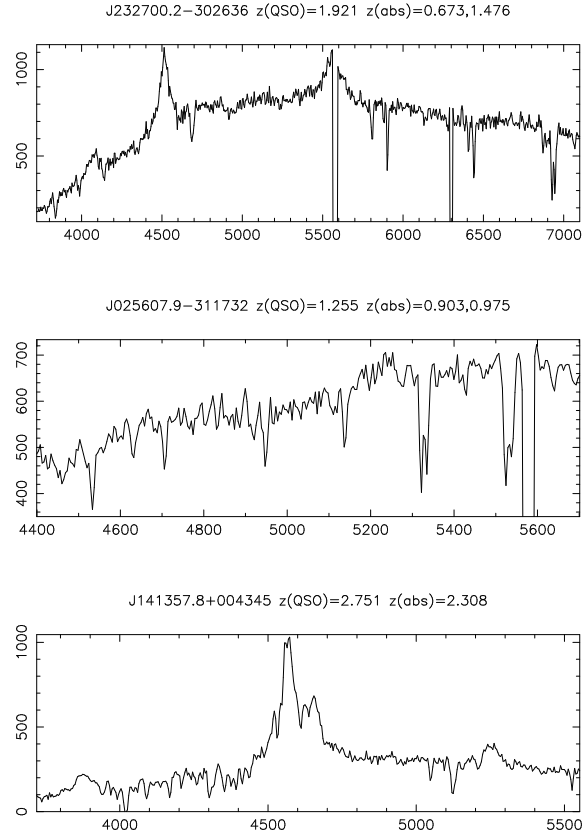 J232700.2−302636 z(QSO)=1.921 z(abs)=0.673,1.476
1000
500
4000 4500 5000 5500 6000 6500 7000
J025607.9−311732 z(QSO)=1.255 z(abs)=0.903,0.975
700
600
500
400
4400 4600 4800 5000 5200 5400 5600
J141357.8+004345 z(QSO)=2.751 z(abs)=2.308
1000
500
0
4000 4500 5000 5500